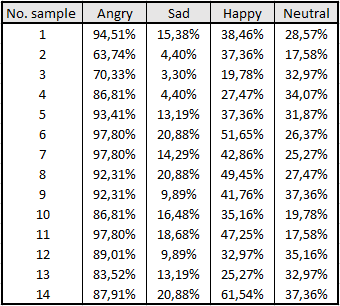 No. sample Angry Sad Happy Neutral
1 94,51% 15,38% 38,46% 28,57%
2 63,74% 4,40% 37,36% 17,58%
3 70,33% 3,30% 19,78% 32,97%
4 86,81% 4,40% 27,47% 34,07%
5 93,41% 13,19% 37,36% 31,87%
6 97,80% 20,88% 51,65% 26,37%
7 97,80% 14,29% 42,86% 25,27%
8 92,31% 20,88% 49,45% 27,47%
9 92,31% 9,89% 41,76% 37,36%
10 86,81% 16,48% 35,16% 19,78%
11 97,80% 18,68% 47,25% 17,58%
12 89,01% 9,89% 32,97% 35,16%
13 83,52% 13,19% 25,27% 32,97%
14 87,91% 20,88% 61,54% 37,36%